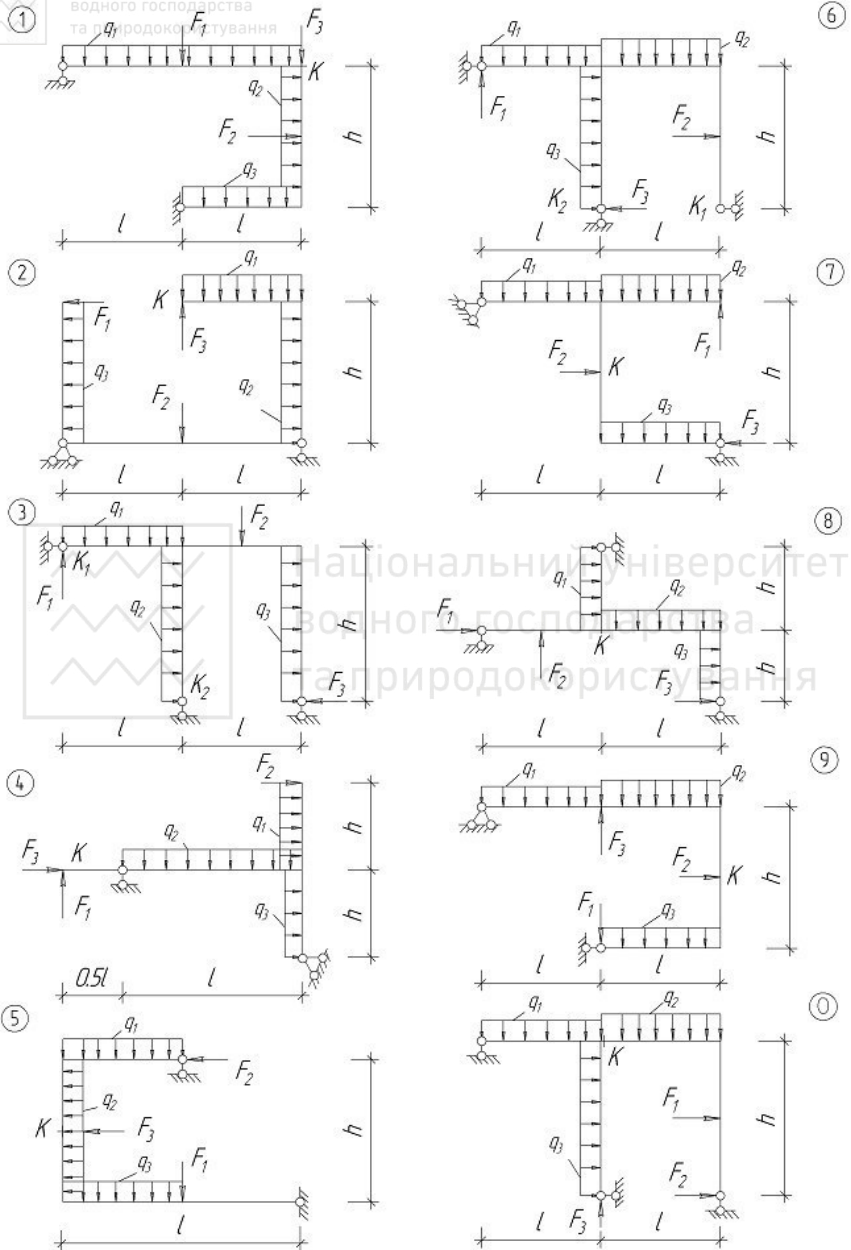 водного господарства
та природокористування
1
q₁
F₁
F₃
K
q₂
F₂
h
q₃
l
l
6
q₁
q₂
F₁
F₂
h
q₃
K₂
F₃
K₁
l
l
2
q₁
K
F₁
F₃
q₃
F₂
q₂
h
l
l
7
q₁
q₂
F₂
K
F₁
h
q₃
F₃
l
l
3
q₁
F₂
K₁
F₁
q₂
q₃
h
K₂
F₃
l
l
8
Національний університет
водного господарства
та природокористування
q₁
q₂
h
F₁
K
F₂
q₃
F₃
h
l
l
4
F₂
q₁
h
q₂
F₃
K
F₁
q₃
h
0.5l
l
9
q₁
q₂
F₃
F₂
K
h
F₁
q₃
l
l
5
q₁
F₂
q₂
K
F₃
h
q₃
F₁
l
0
q₁
q₂
K
F₁
h
q₃
F₂
F₃
l
l